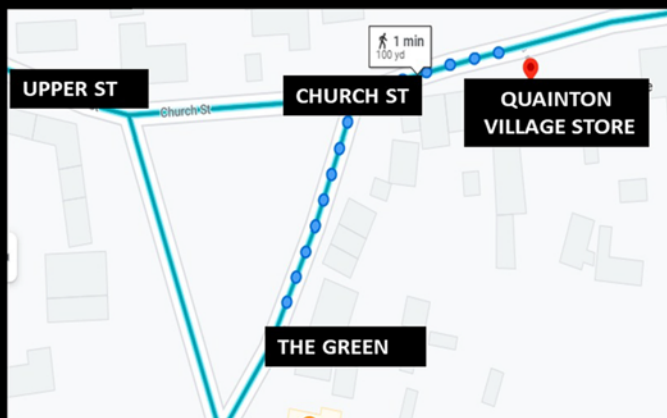 1 min
100 yd
UPPER ST
Church St
CHURCH ST
QUAINTON
VILLAGE STORE
THE GREEN